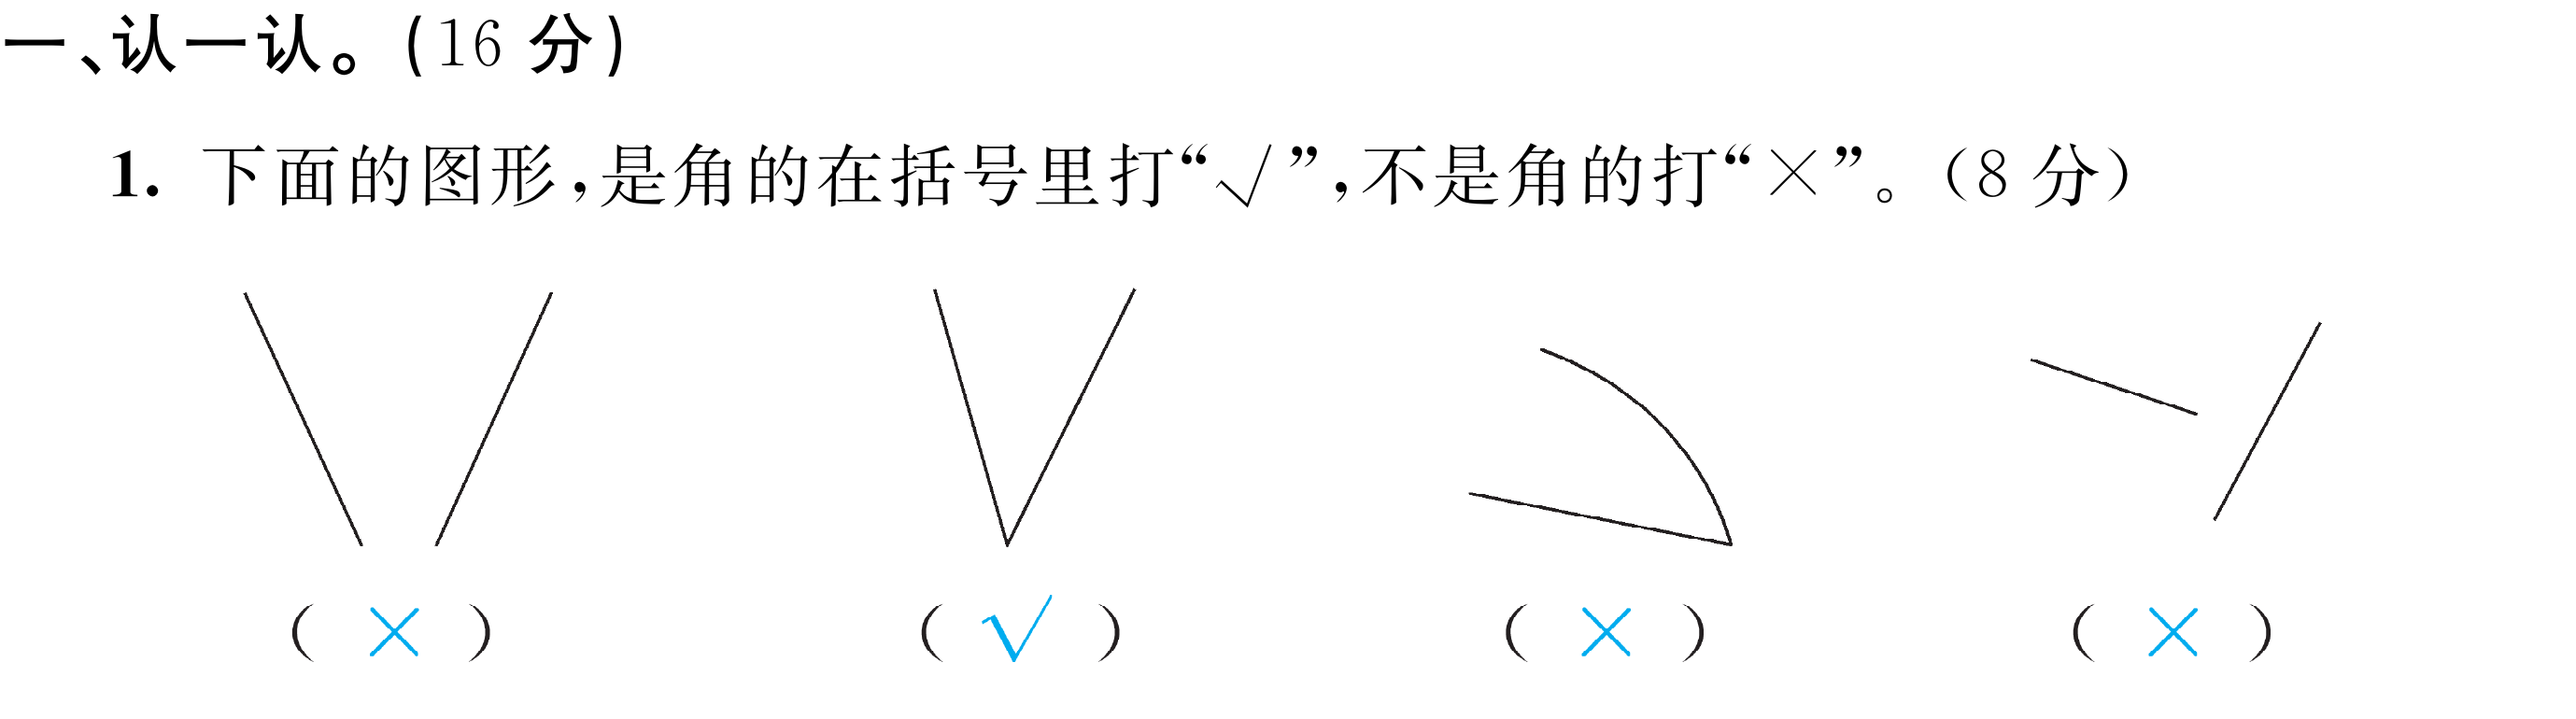 一、认一认。(16 分)
1. 下面的图形,是角的在括号里打“√”,不是角的打“×”。(8 分)
( × ) ( √ ) ( × ) ( × )